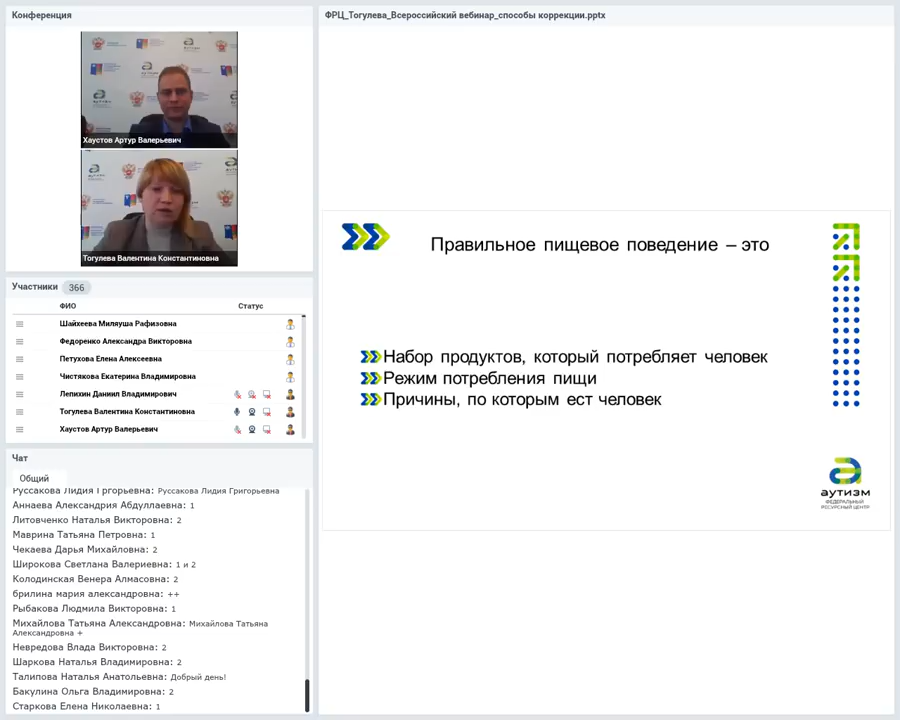 Конференция
Хаустов Артур Валерьевич
Тогулева Валентина Константиновна
Участники 366
ФИО Статус
Шайхеева Миляуша Рафизовна
Федоренко Александра Викторовна
Петухова Елена Алексеевна
Чистякова Екатерина Владимировна
Лепихин Даниил Владимирович
Тогулева Валентина Константиновна
Хаустов Артур Валерьевич
Чат
Общий
Руссакова Лидия Гргорьевна: Руссакова Лидия Григорьевна
Аннаева Александрия Абдуллаевна: 1
Литовченко Наталья Викторовна: 2
Маврина Татьяна Петровна: 1
Чекаева Дарья Михайловна: 2
Широкова Светлана Валериевна: 1 и 2
Колодинская Венера Алмасовна: 2
брилина мария александровна: ++
Рыбакова Людмила Викторовна: 1
Михайлова Татьяна Александровна: Михайлова Татьяна
Александровна +
Невредова Влада Викторовна: 2
Шаркова Наталья Владимировна: 2
Талипова Наталья Анатольевна: Добрый день!
Бакулина Ольга Владимировна: 2
Старкова Елена Николаевна: 1
ФРЦ_Тогулева_Всероссийский вебинар_способы коррекции.pptx
Правильное пищевое поведение – это
Набор продуктов, который потребляет человек
Режим потребления пищи
Причины, по которым ест человек
аутизм
ФЕДЕРАЛЬНЫЙ
РЕСУРСНЫЙ ЦЕНТР